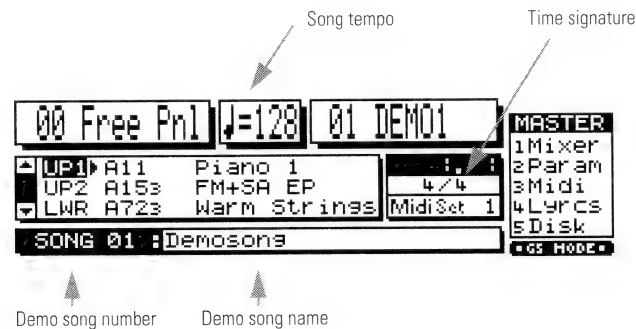 Song tempo
Time signature
00 Free Pnl
♩=128
01 DEMO1
UP1 A11 Piano 1
UP2 A153 FM+SA EP
LWR A723 Warm Strings
4/4
MidiSet 1
SONG 01 :Demosong
MASTER
1Mixer
2Param
3Midi
4Lyrcs
5Disk
GS MODE
Demo song number
Demo song name